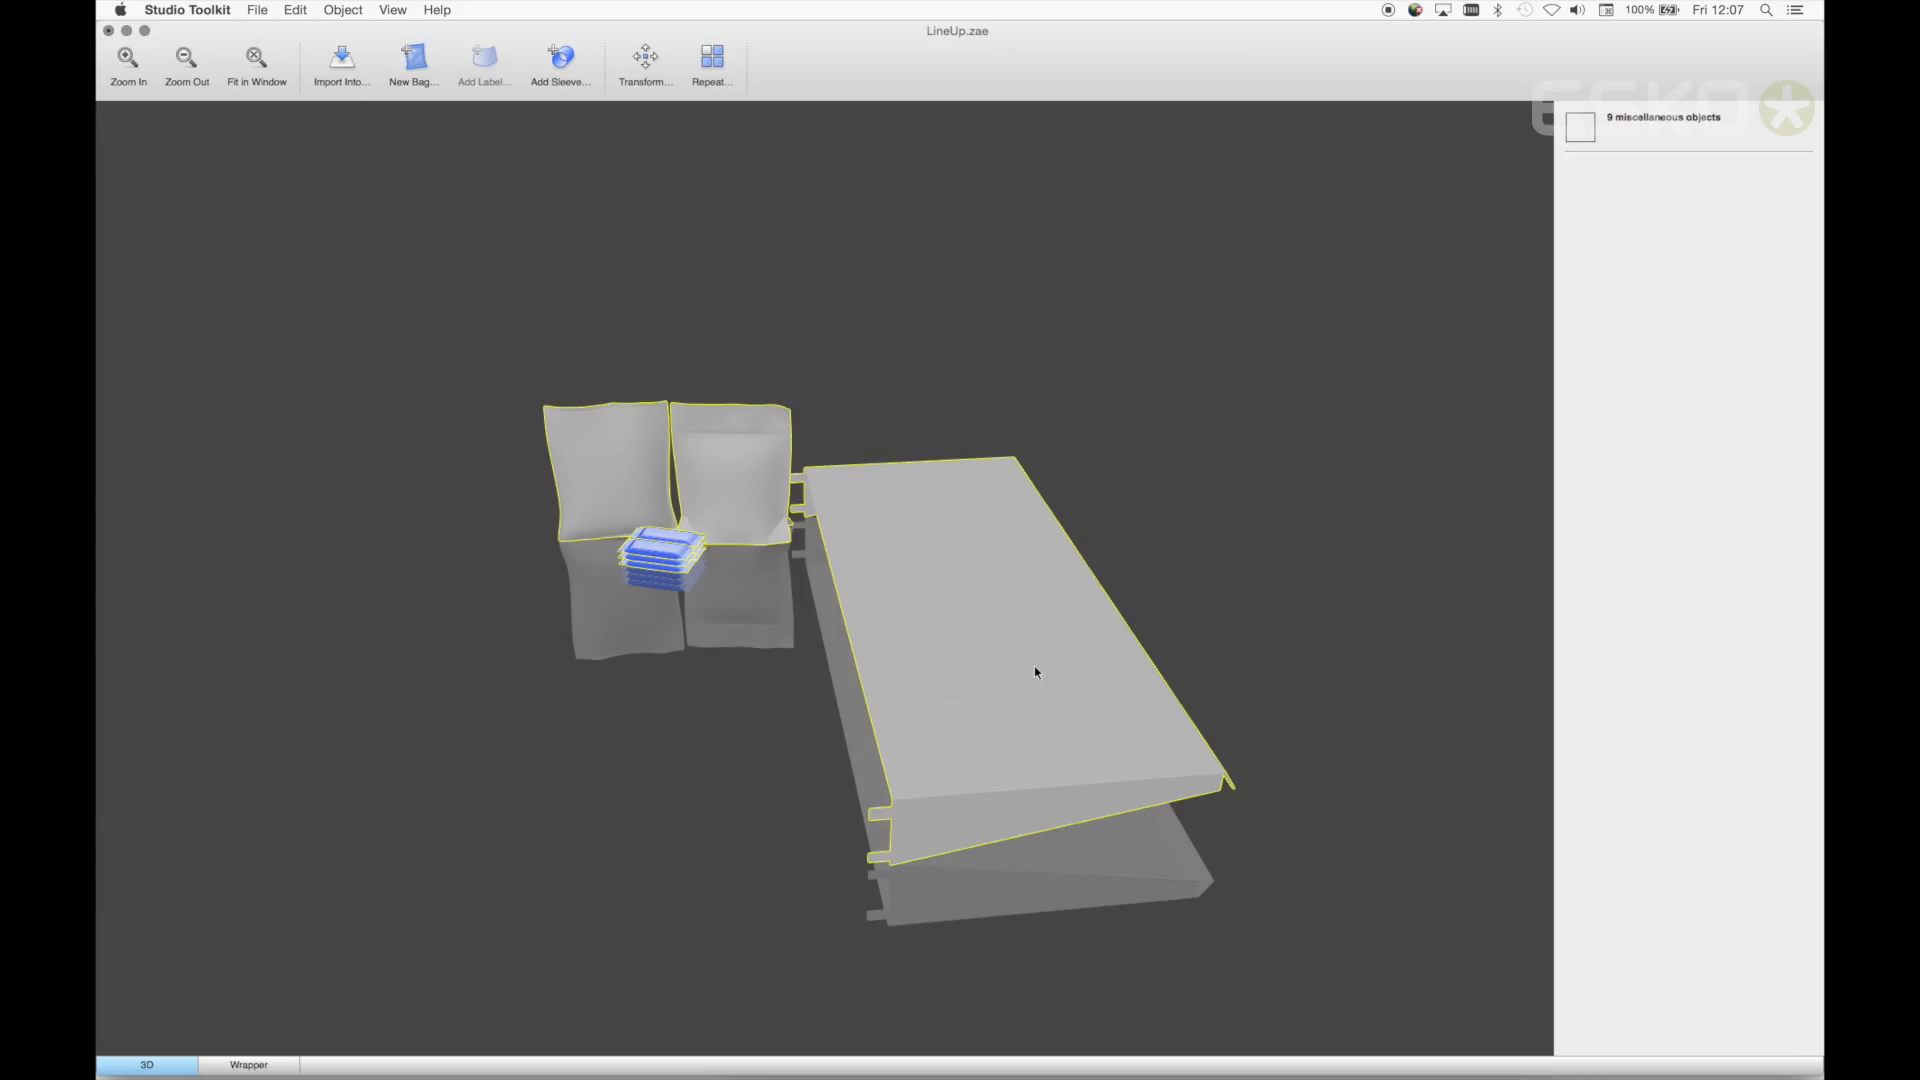 Studio Toolkit File Edit Object View Help 100% Fri 12:07
LineUp.zae
Zoom In Zoom Out Fit in Window Import Into... New Bag... Add Label... Add Sleeve... Transform... Repeat...
ESKO
9 miscellaneous objects
3D Wrapper